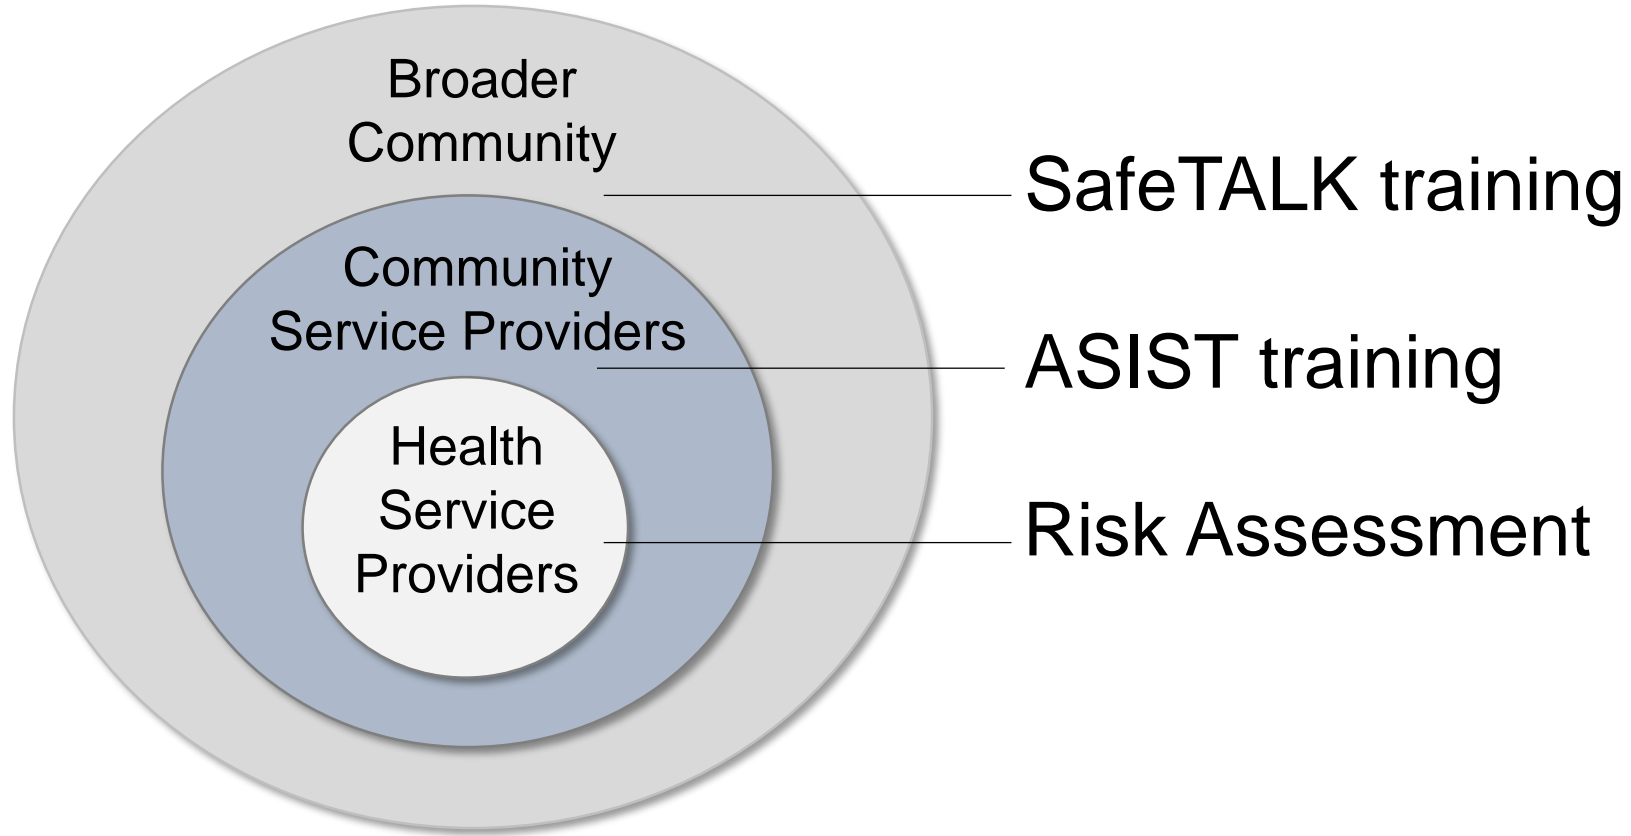 Broader
Community
SafeTALK training
Community
Service Providers
ASIST training
Health
Service
Providers
Risk Assessment